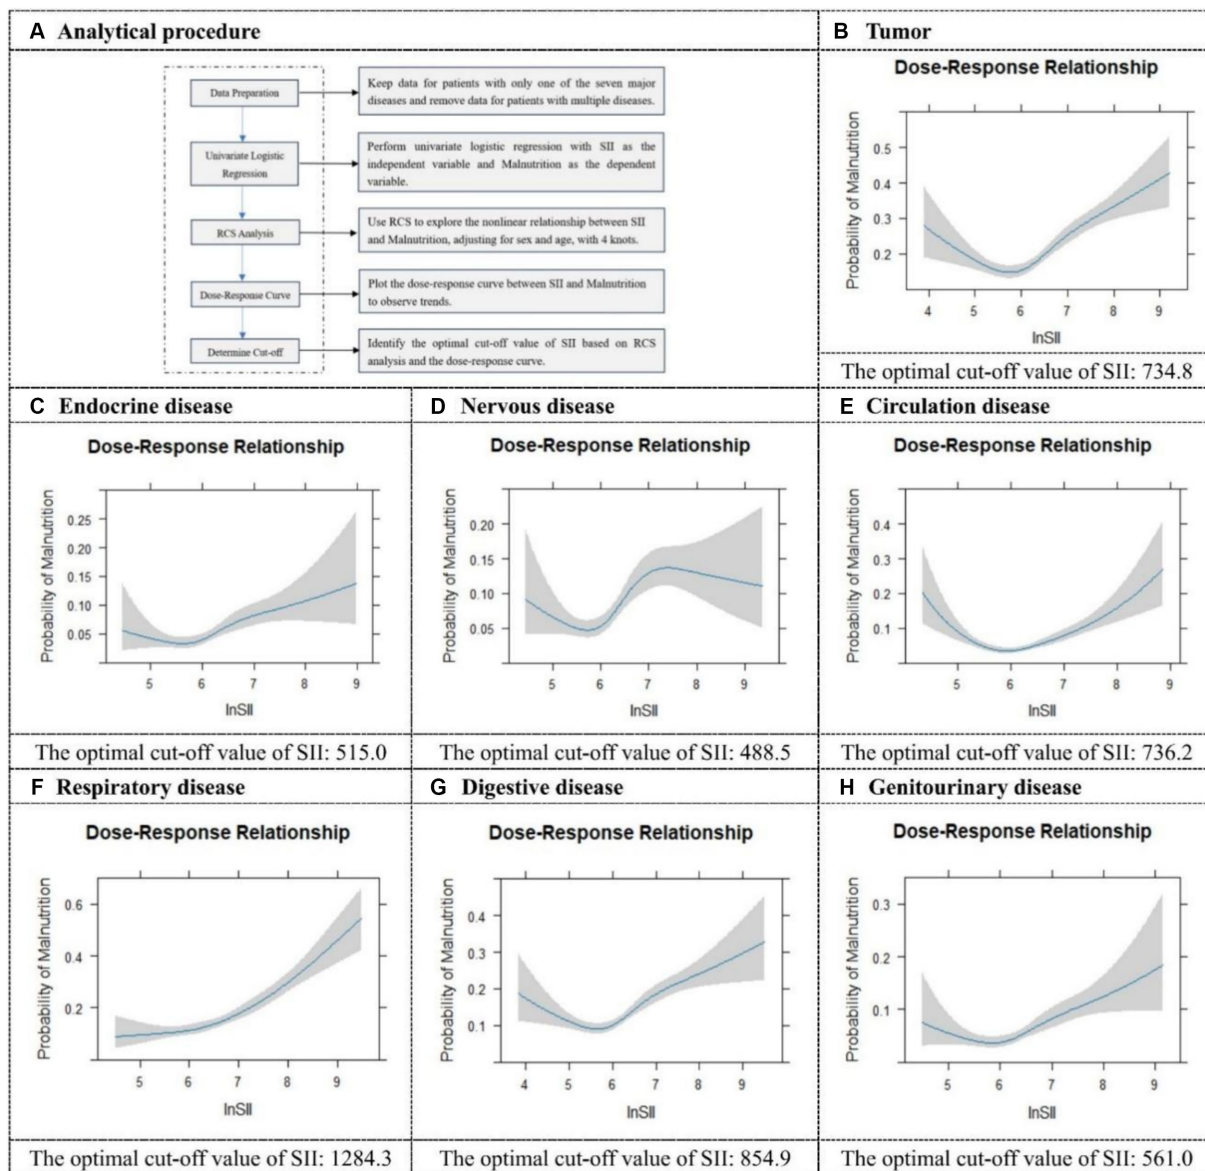 A Analytical procedure
Data Preparation
Keep data for patients with only one of the seven major
diseases and remove data for patients with multiple diseases.
Univariate Logistic
Regression
Perform univariate logistic regression with SII as the
independent variable and Malnutrition as the dependent
variable.
RCS Analysis
Use RCS to explore the nonlinear relationship between SII
and Malnutrition, adjusting for sex and age, with 4 knots.
Dose-Response Curve
Plot the dose-response curve between SII and Malnutrition
to observe trends.
Determine Cut-off
Identify the optimal cut-off value of SII based on RCS
analysis and the dose-response curve.
B Tumor
Dose-Response Relationship
Probability of Malnutrition
0.5
0.4
0.3
0.2
4 5 6 7 8 9
lnSII
The optimal cut-off value of SII: 734.8
C Endocrine disease
Dose-Response Relationship
Probability of Malnutrition
0.25
0.20
0.15
0.10
0.05
5 6 7 8 9
lnSII
The optimal cut-off value of SII: 515.0
D Nervous disease
Dose-Response Relationship
Probability of Malnutrition
0.20
0.15
0.10
0.05
5 6 7 8 9
lnSII
The optimal cut-off value of SII: 488.5
E Circulation disease
Dose-Response Relationship
Probability of Malnutrition
0.4
0.3
0.2
0.1
5 6 7 8
lnSII
The optimal cut-off value of SII: 736.2
F Respiratory disease
Dose-Response Relationship
Probability of Malnutrition
0.6
0.4
0.2
5 6 7 8 9
lnSII
The optimal cut-off value of SII: 1284.3
G Digestive disease
Dose-Response Relationship
Probability of Malnutrition
0.4
0.3
0.2
0.1
4 5 6 7 8 9
lnSII
The optimal cut-off value of SII: 854.9
H Genitourinary disease
Dose-Response Relationship
Probability of Malnutrition
0.3
0.2
0.1
5 6 7 8 9
lnSII
The optimal cut-off value of SII: 561.0